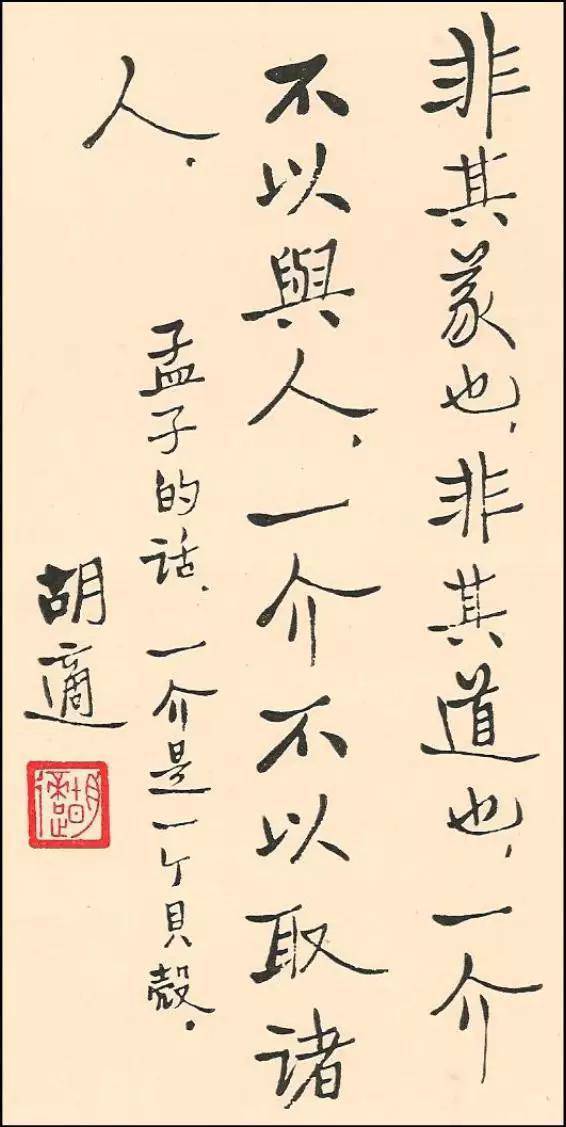 非其義也，非其道也，一介
不以與人，一介不以取諸
人。
孟子的話，一介是一个貝殼。
胡適
胡適